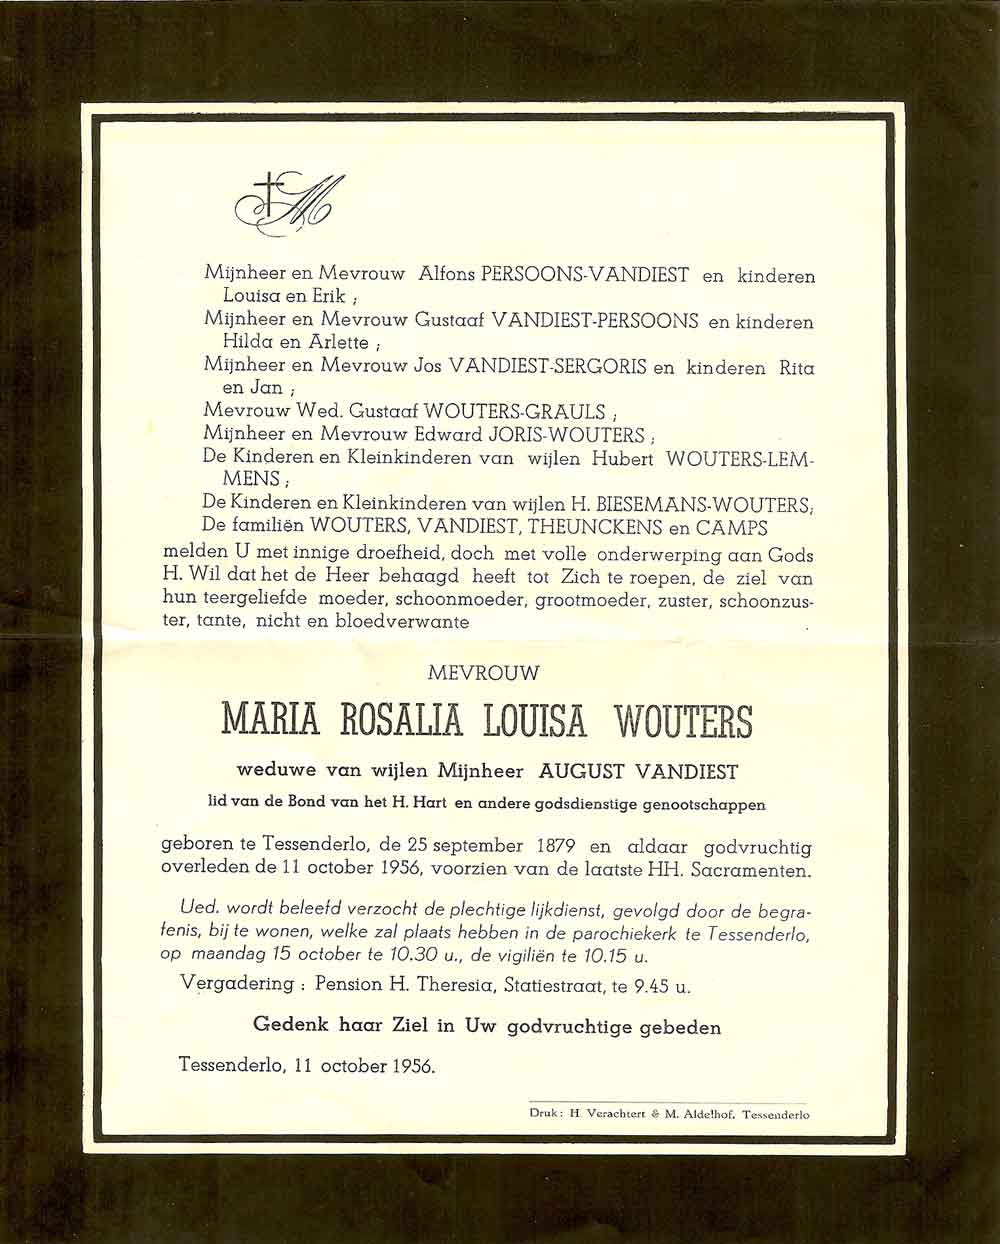 M
Mijnheer en Mevrouw Alfons PERSOONS-VANDIEST en kinderen
Louisa en Erik ;
Mijnheer en Mevrouw Gustaaf VANDIEST-PERSOONS en kinderen
Hilda en Arlette ;
Mijnheer en Mevrouw Jos VANDIEST-SERGORIS en kinderen Rita
en Jan ;
Mevrouw Wed. Gustaaf WOUTERS-GRAULS ;
Mijnheer en Mevrouw Edward JORIS-WOUTERS ;
De Kinderen en Kleinkinderen van wijlen Hubert WOUTERS-LEM-
MENS ;
De Kinderen en Kleinkinderen van wijlen H. BIESEMANS-WOUTERS;
De familiën WOUTERS, VANDIEST, THEUNCKENS en CAMPS
melden U met innige droefheid, doch met volle onderwerping aan Gods
H. Wil dat het de Heer behaagd heeft tot Zich te roepen, de ziel van
hun teergeliefde moeder, schoonmoeder, grootmoeder, zuster, schoonzus-
ter, tante, nicht en bloedverwante
MEVROUW
MARIA ROSALIA LOUISA WOUTERS
weduwe van wijlen Mijnheer AUGUST VANDIEST
lid van de Bond van het H. Hart en andere godsdienstige genootschappen
geboren te Tessenderlo, de 25 september 1879 en aldaar godvruchtig
overleden de 11 october 1956, voorzien van de laatste HH. Sacramenten.
Ued. wordt beleefd verzocht de plechtige lijkdienst, gevolgd door de begra-
fenis, bij te wonen, welke zal plaats hebben in de parochiekerk te Tessenderlo,
op maandag 15 october te 10.30 u., de vigiliën te 10.15 u.
Vergadering : Pension H. Theresia, Statiestraat, te 9.45 u.
Gedenk haar Ziel in Uw godvruchtige gebeden
Tessenderlo, 11 october 1956.
Druk : H. Verachtert & M. Aldelhof, Tessenderlo